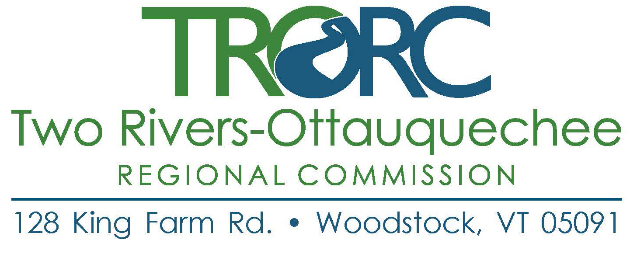 TRORC
Two Rivers-Ottauquechee
REGIONAL COMMISSION
128 King Farm Rd. • Woodstock, VT 05091